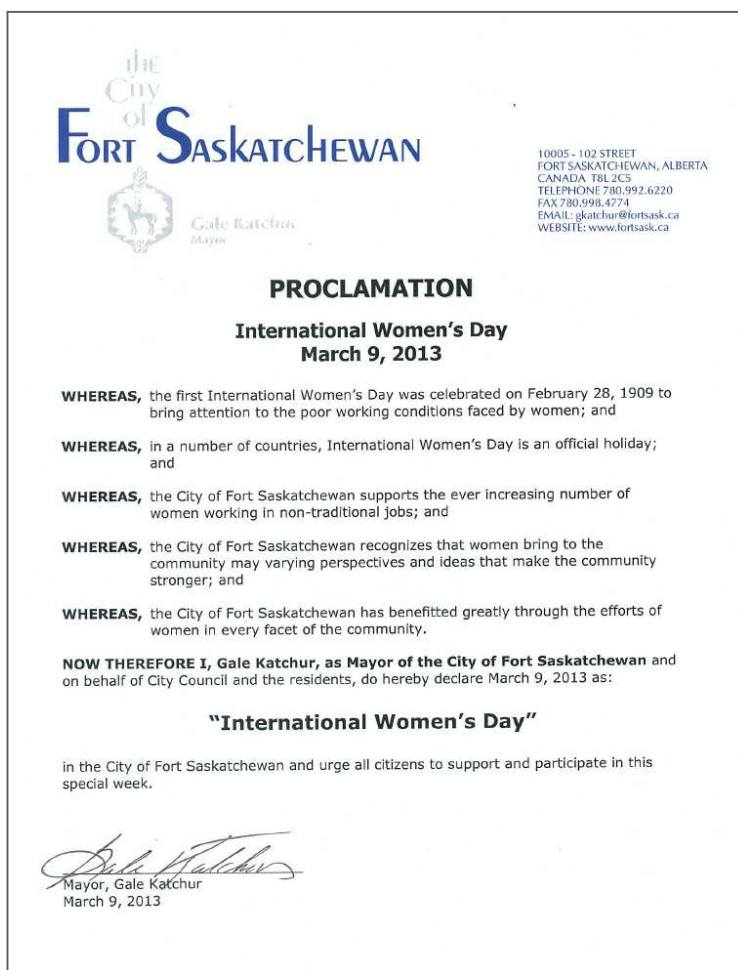 the
City
of
FORT SASKATCHEWAN
Gale Katchur
Mayor
10005 - 102 STREET
FORT SASKATCHEWAN, ALBERTA
CANADA T8L 2C5
TELEPHONE 780.992.6220
FAX 780.998.4774
EMAIL: gkatchur@fortsask.ca
WEBSITE: www.fortsask.ca
PROCLAMATION
International Women's Day
March 9, 2013
WHEREAS, the first International Women's Day was celebrated on February 28, 1909 to
bring attention to the poor working conditions faced by women; and
WHEREAS, in a number of countries, International Women's Day is an official holiday;
and
WHEREAS, the City of Fort Saskatchewan supports the ever increasing number of
women working in non-traditional jobs; and
WHEREAS, the City of Fort Saskatchewan recognizes that women bring to the
community may varying perspectives and ideas that make the community
stronger; and
WHEREAS, the City of Fort Saskatchewan has benefitted greatly through the efforts of
women in every facet of the community.
NOW THEREFORE I, Gale Katchur, as Mayor of the City of Fort Saskatchewan and
on behalf of City Council and the residents, do hereby declare March 9, 2013 as:
"International Women's Day"
in the City of Fort Saskatchewan and urge all citizens to support and participate in this
special week.
Gale Katchur
Mayor, Gale Katchur
March 9, 2013